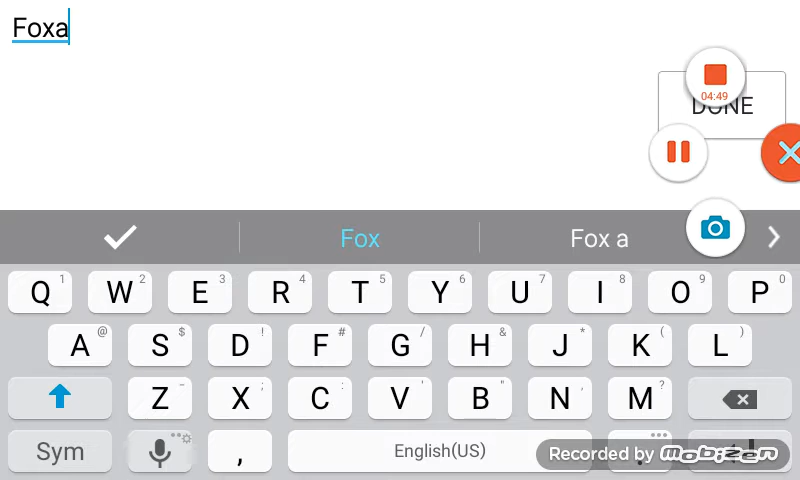 Foxa
04:49
DONE
Fox Fox a
Q 1 W 2 E 3 R 4 T 5 Y 6 U 7 I 8 O 9 P 0
A @ S $ D ! F # G / H & J * K ( L )
Z - X ; C : V ' B " N , M ?
Sym , English(US) .
Recorded by mobizen